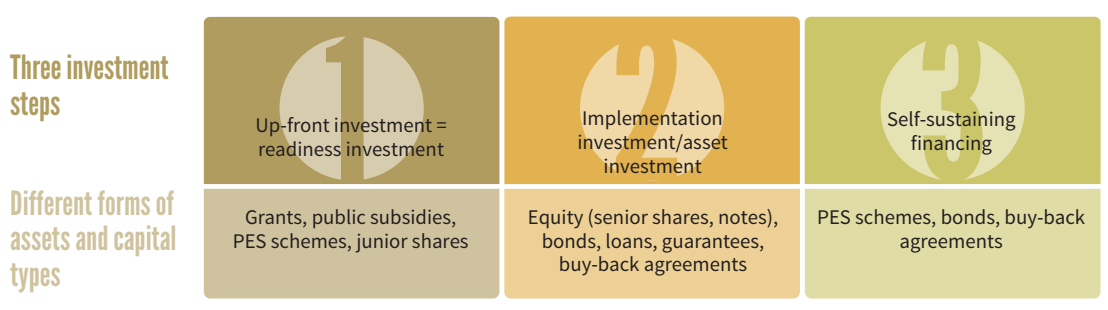 Three investment
steps
1
Up-front investment =
readiness investment
2
Implementation
investment/asset
investment
3
Self-sustaining
financing
Different forms of
assets and capital
types
Grants, public subsidies,
PES schemes, junior shares
Equity (senior shares, notes),
bonds, loans, guarantees,
buy-back agreements
PES schemes, bonds, buy-back
agreements